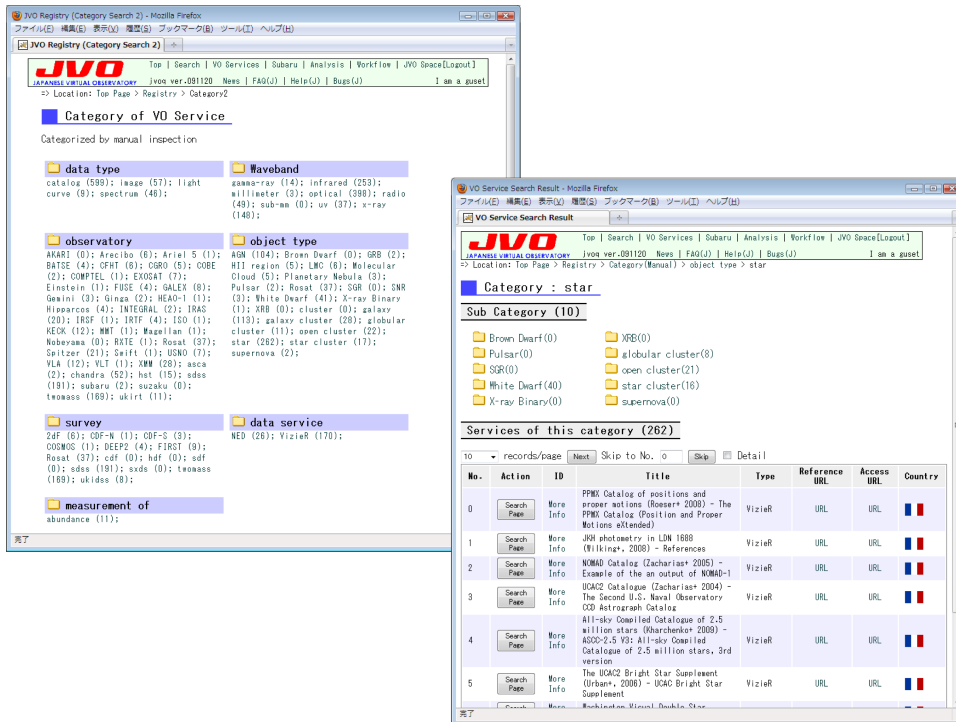 JVO Registry (Category Search 2) - Mozilla Firefox
ファイル(F) 編集(E) 表示(V) 履歴(S) ブックマーク(B) ツール(T) ヘルプ(H)
JVO Registry (Category Search 2)
JVO
JAPANESE VIRTUAL OBSERVATORY
Top | Search | VO Services | Subaru | Analysis | Workflow | JVO Space[Logout]
jvoq ver.091120 News | FAQ(J) | Help(J) | Bugs(J) I am a guset
=> Location: Top Page > Registry > Category2
Category of VO Service
Categorized by manual inspection
data type
catalog (599); image (57); light
curve (9); spectrum (46);
Waveband
gamma-ray (14); infrared (253);
millimeter (3); optical (398); radio
(49); sub-mm (0); uv (37); x-ray
(148);
observatory
AKARI (0); Arecibo (6); Ariel 5 (1);
BATSE (4); CFHT (6); CGRO (5); COBE
(2); COMPTEL (1); EXOSAT (7);
Einstein (1); FUSE (4); GALEX (8);
Gemini (3); Ginga (2); HEAO-1 (1);
Hipparcos (4); INTEGRAL (2); IRAS
(20); IRSF (1); IRTF (4); ISO (1);
KECK (12); MMT (1); Magellan (1);
Nobeyama (0); RXTE (1); Rosat (37);
Spitzer (21); Swift (1); USNO (7);
VLA (12); VLT (1); XMM (28); asca
(2); chandra (52); hst (15); sdss
(191); subaru (2); suzaku (0);
twomass (169); ukirt (11);
object type
AGN (104); Brown Dwarf (0); GRB (2);
HII region (5); LMC (6); Molecular
Cloud (5); Planetary Nebula (3);
Pulsar (2); Rosat (37); SGR (0); SNR
(3); White Dwarf (41); X-ray Binary
(1); XRB (0); cluster (0); galaxy
(113); galaxy cluster (28); globular
cluster (11); open cluster (22);
star (262); star cluster (17);
supernova (2);
survey
2dF (6); CDF-N (1); CDF-S (3);
COSMOS (1); DEEP2 (4); FIRST (9);
Rosat (37); cdf (0); hdf (0); sdf
(0); sdss (191); sxds (0); twomass
(169); ukidss (8);
data service
NED (26); VizieR (170);
measurement of
abundance (11);
完了
VO Service Search Result - Mozilla Firefox
ファイル(F) 編集(E) 表示(V) 履歴(S) ブックマーク(B) ツール(T) ヘルプ(H)
VO Service Search Result
JVO
JAPANESE VIRTUAL OBSERVATORY
Top | Search | VO Services | Subaru | Analysis | Workflow | JVO Space[Logout]
jvoq ver.091120 News | FAQ(J) | Help(J) | Bugs(J) I am a guset
=> Location: Top Page > Registry > Category(Manual) > object type > star
Category : star
Sub Category (10)
Brown Dwarf(0) XRB(0)
Pulsar(0) globular cluster(8)
SGR(0) open cluster(21)
White Dwarf(40) star cluster(16)
X-ray Binary(0) supernova(0)
Services of this category (262)
10 records/page Next Skip to No. 0 Skip Detail
No. Action ID Title Type Reference URL Access URL Country
0 Search Page More Info PPMX Catalog of positions and
proper motions (Roeser+ 2008) - The
PPMX Catalog (Position and Proper
Motions eXtended) VizieR URL URL
1 Search Page More Info JKH photometry in LDN 1688
(Wilking+, 2008) - References VizieR URL URL
2 Search Page More Info NOMAD Catalog (Zacharias+ 2005) -
Example of the an output of NOMAD-1 VizieR URL URL
3 Search Page More Info UCAC2 Catalogue (Zacharias+ 2004) -
The Second U.S. Naval Observatory
CCD Astrograph Catalog VizieR URL URL
4 Search Page More Info All-sky Compiled Catalogue of 2.5
million stars (Kharchenko+ 2009) -
ASCC-2.5 V3: All-sky Compiled
Catalogue of 2.5 million stars, 3rd
version VizieR URL URL
5 Search Page More Info The UCAC2 Bright Star Supplement
(Urban+, 2006) - UCAC Bright Star
Supplement VizieR URL URL
Washington Visual Double Star
完了